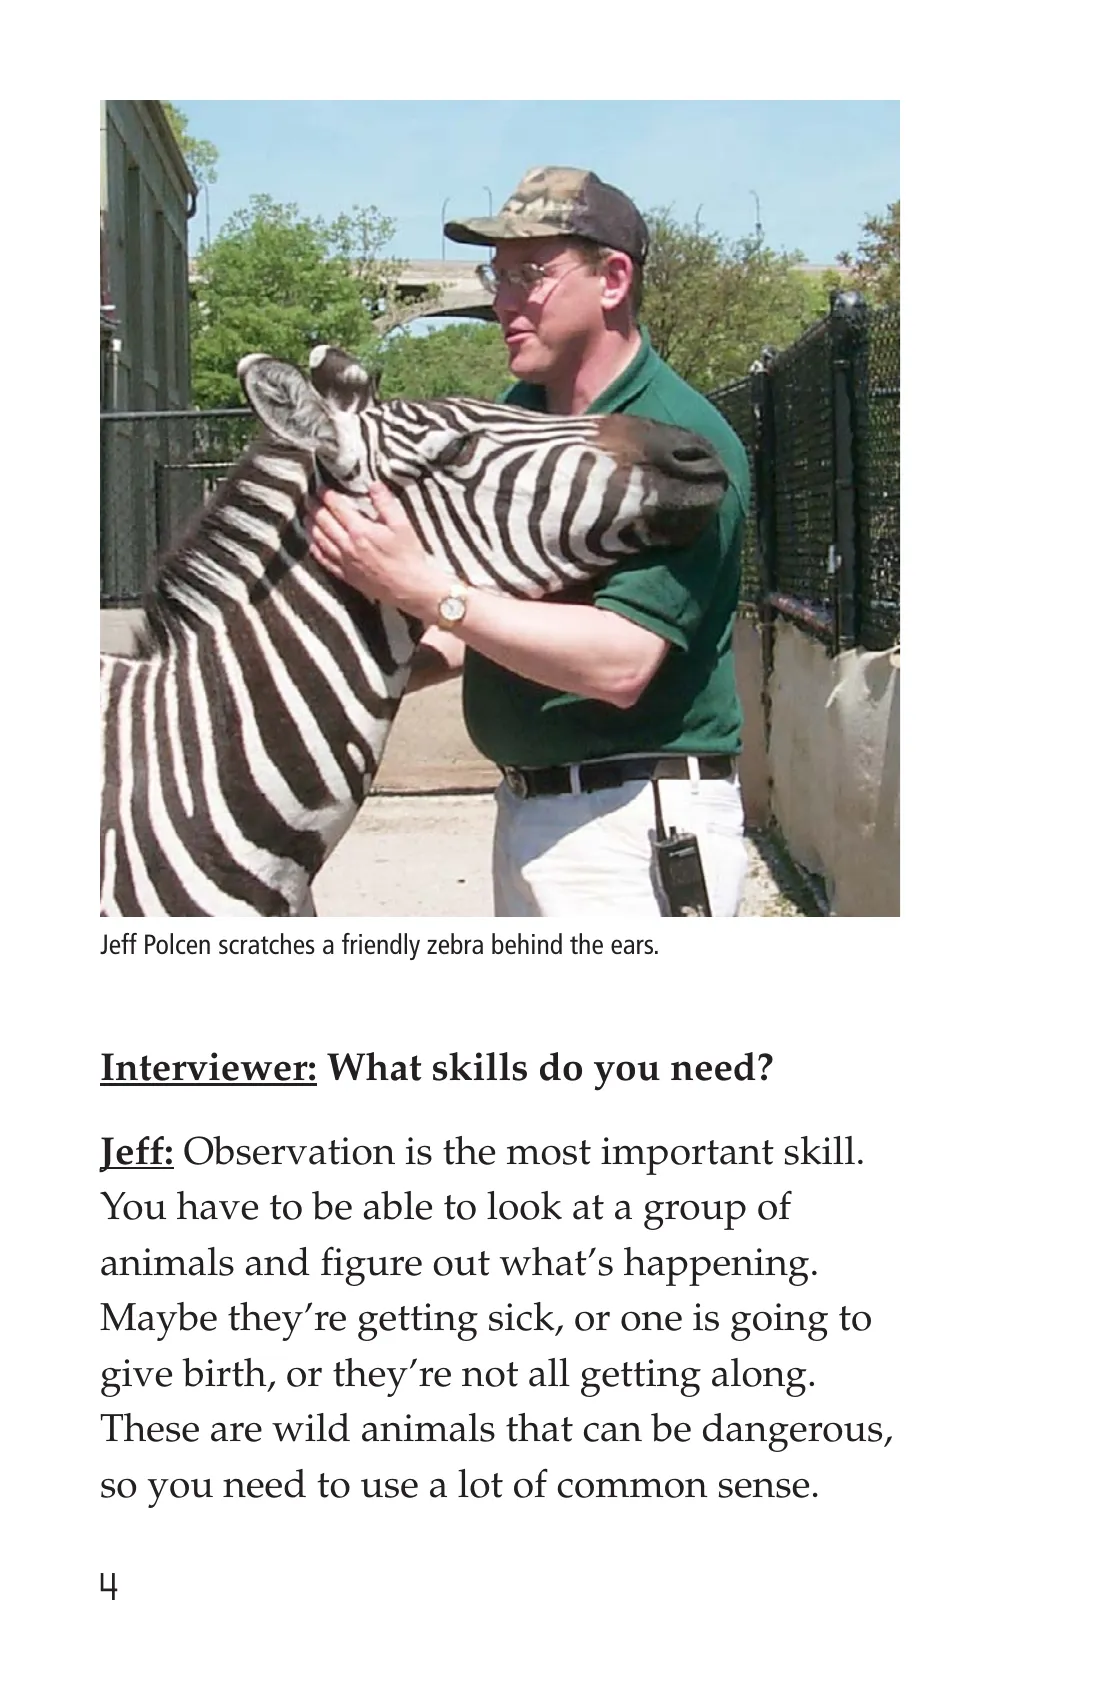 Jeff Polcen scratches a friendly zebra behind the ears.
Interviewer: What skills do you need?
Jeff: Observation is the most important skill.
You have to be able to look at a group of
animals and figure out what’s happening.
Maybe they’re getting sick, or one is going to
give birth, or they’re not all getting along.
These are wild animals that can be dangerous,
so you need to use a lot of common sense.
4